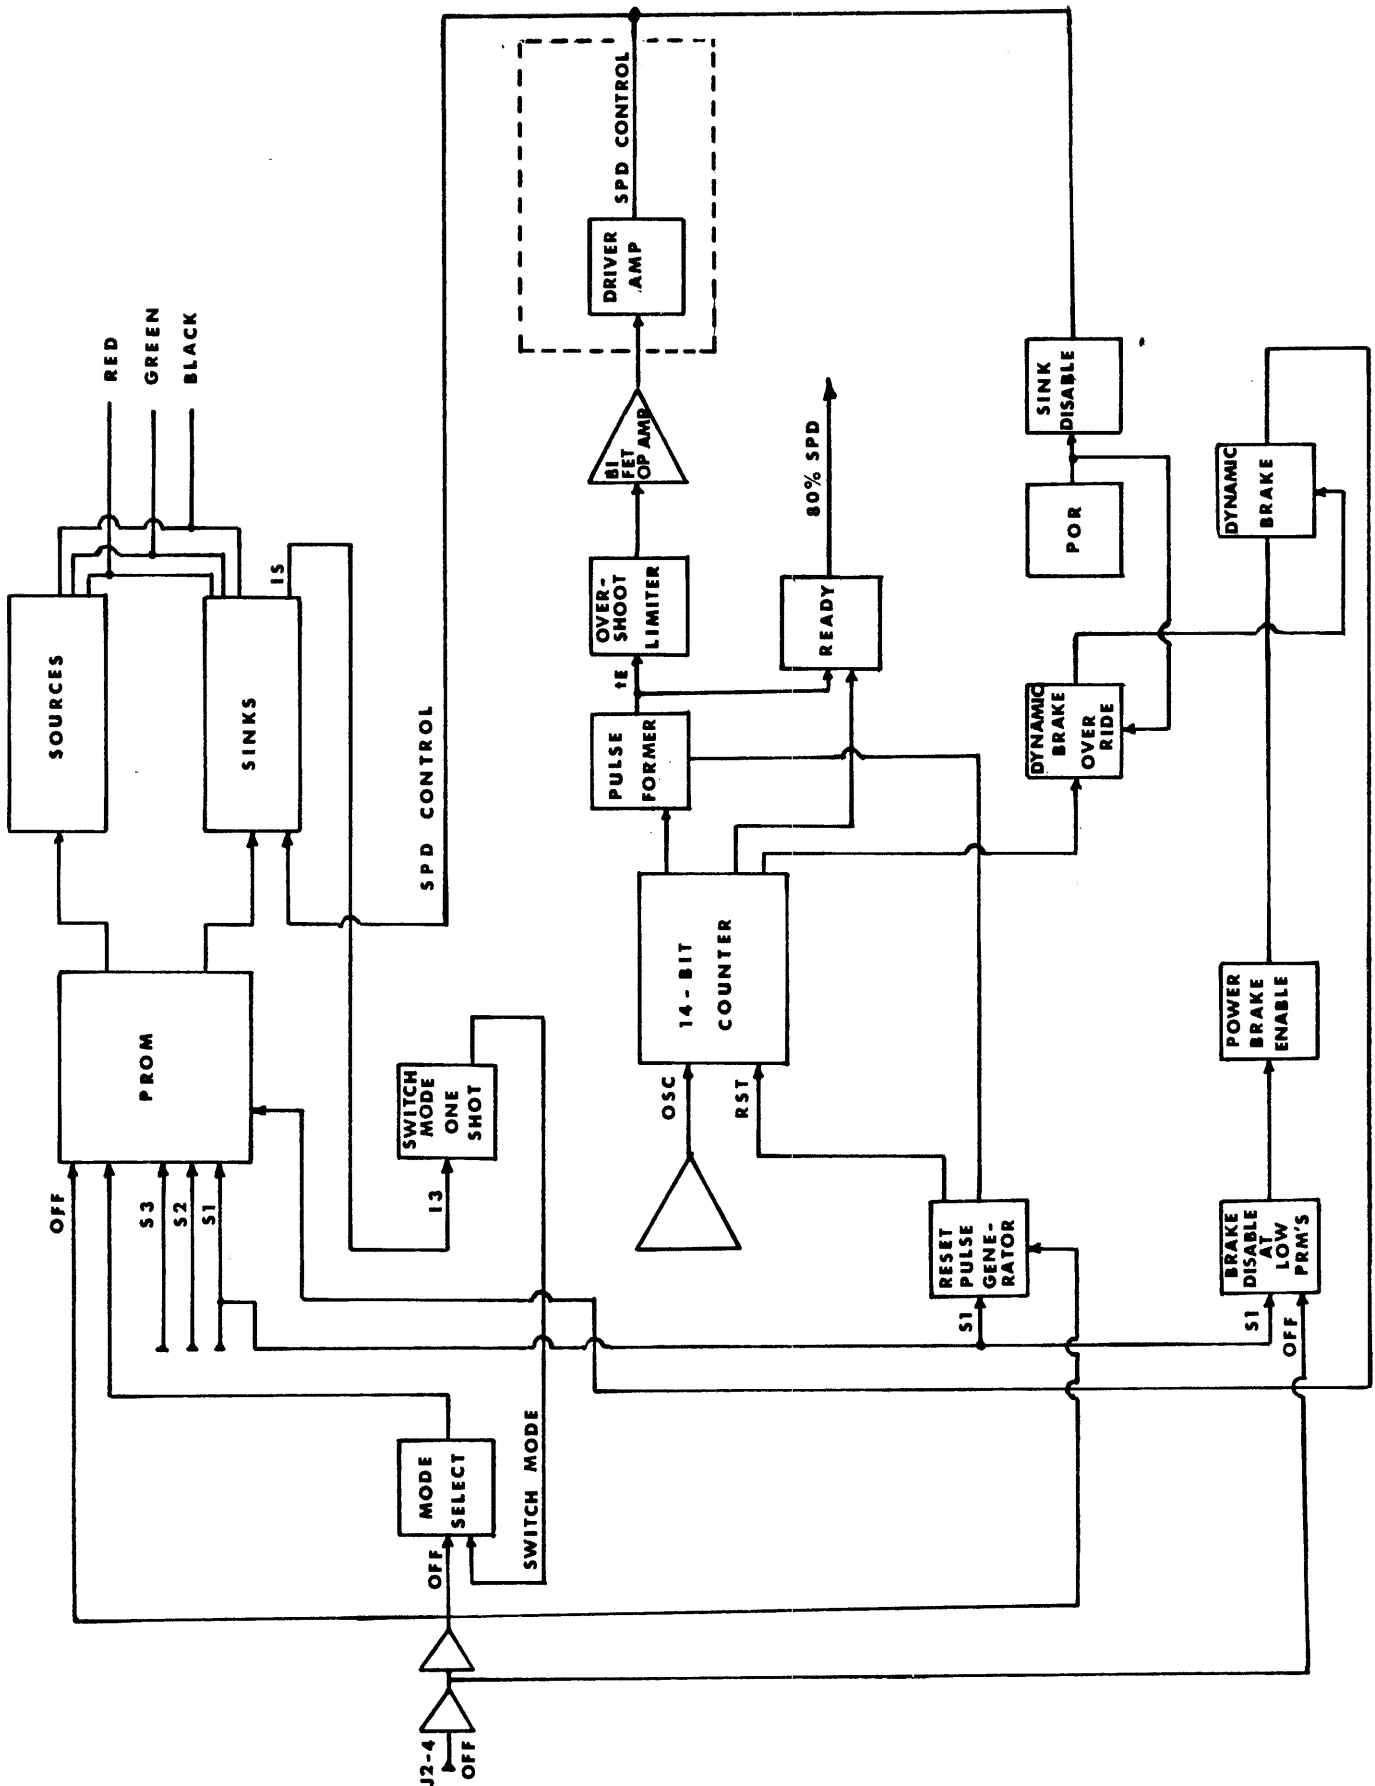 RED
GREEN
BLACK
SOURCES
SINKS
IS
SPD CONTROL
SPD CONTROL
DRIVER
AMP
BI
FET
OP AMP
OVER-
SHOOT
LIMITER
tE
PULSE
FORMER
READY
80% SPD
SINK
DISABLE
POR
DYNAMIC
BRAKE
DYNAMIC
BRAKE
OVER
RIDE
PROM
OFF
S3
S2
S1
SWITCH
MODE
ONE
SHOT
I3
14-BIT
COUNTER
OSC
RST
POWER
BRAKE
ENABLE
RESET
PULSE
GENE-
RATOR
S1
BRAKE
DISABLE
AT
LOW
PRM'S
S1
OFF
MODE
SELECT
OFF
SWITCH MODE
J2-4
OFF